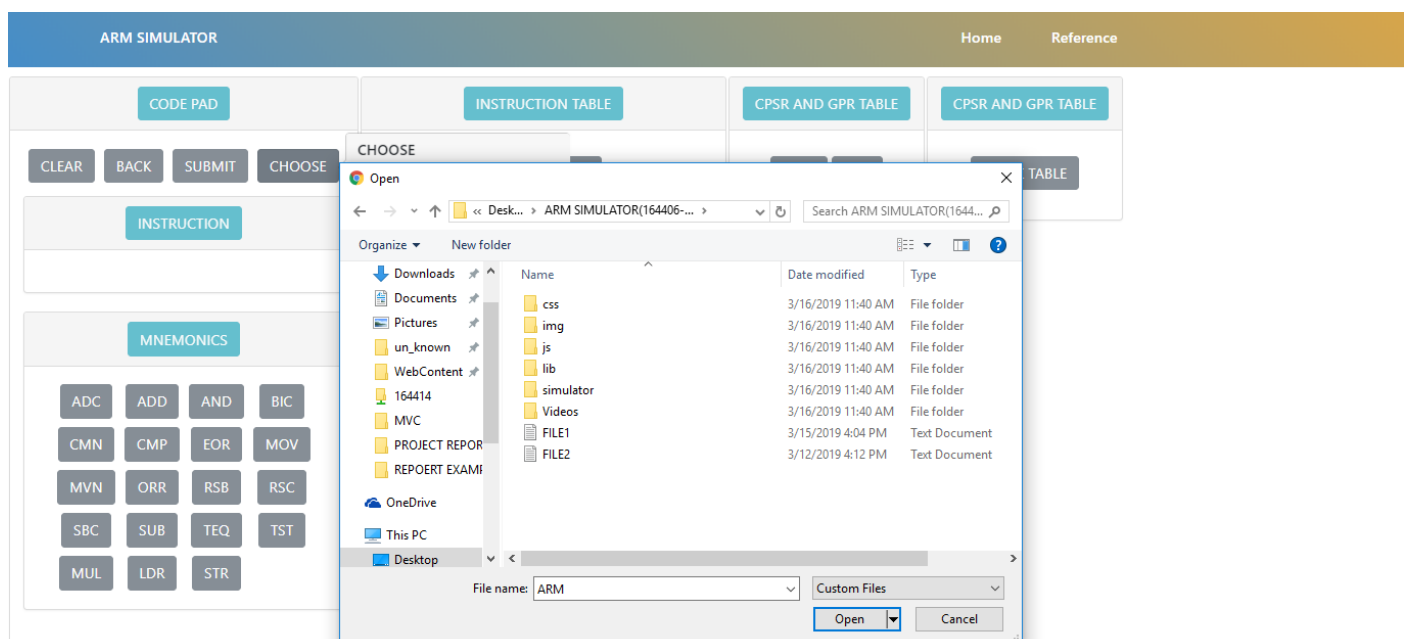 ARM SIMULATOR Home Reference
CODE PAD INSTRUCTION TABLE CPSR AND GPR TABLE CPSR AND GPR TABLE
CLEAR BACK SUBMIT CHOOSE
CHOOSE
TABLE
INSTRUCTION
MNEMONICS
ADC ADD AND BIC
CMN CMP EOR MOV
MVN ORR RSB RSC
SBC SUB TEQ TST
MUL LDR STR
Open
« Desk... › ARM SIMULATOR(164406-... › Search ARM SIMULATOR(1644...
Organize New folder
Downloads
Documents
Pictures
un_known
WebContent
164414
MVC
PROJECT REPOR
REPOERT EXAMF
OneDrive
This PC
Desktop
Name Date modified Type
css 3/16/2019 11:40 AM File folder
img 3/16/2019 11:40 AM File folder
js 3/16/2019 11:40 AM File folder
lib 3/16/2019 11:40 AM File folder
simulator 3/16/2019 11:40 AM File folder
Videos 3/16/2019 11:40 AM File folder
FILE1 3/15/2019 4:04 PM Text Document
FILE2 3/12/2019 4:12 PM Text Document
File name: ARM Custom Files
Open Cancel